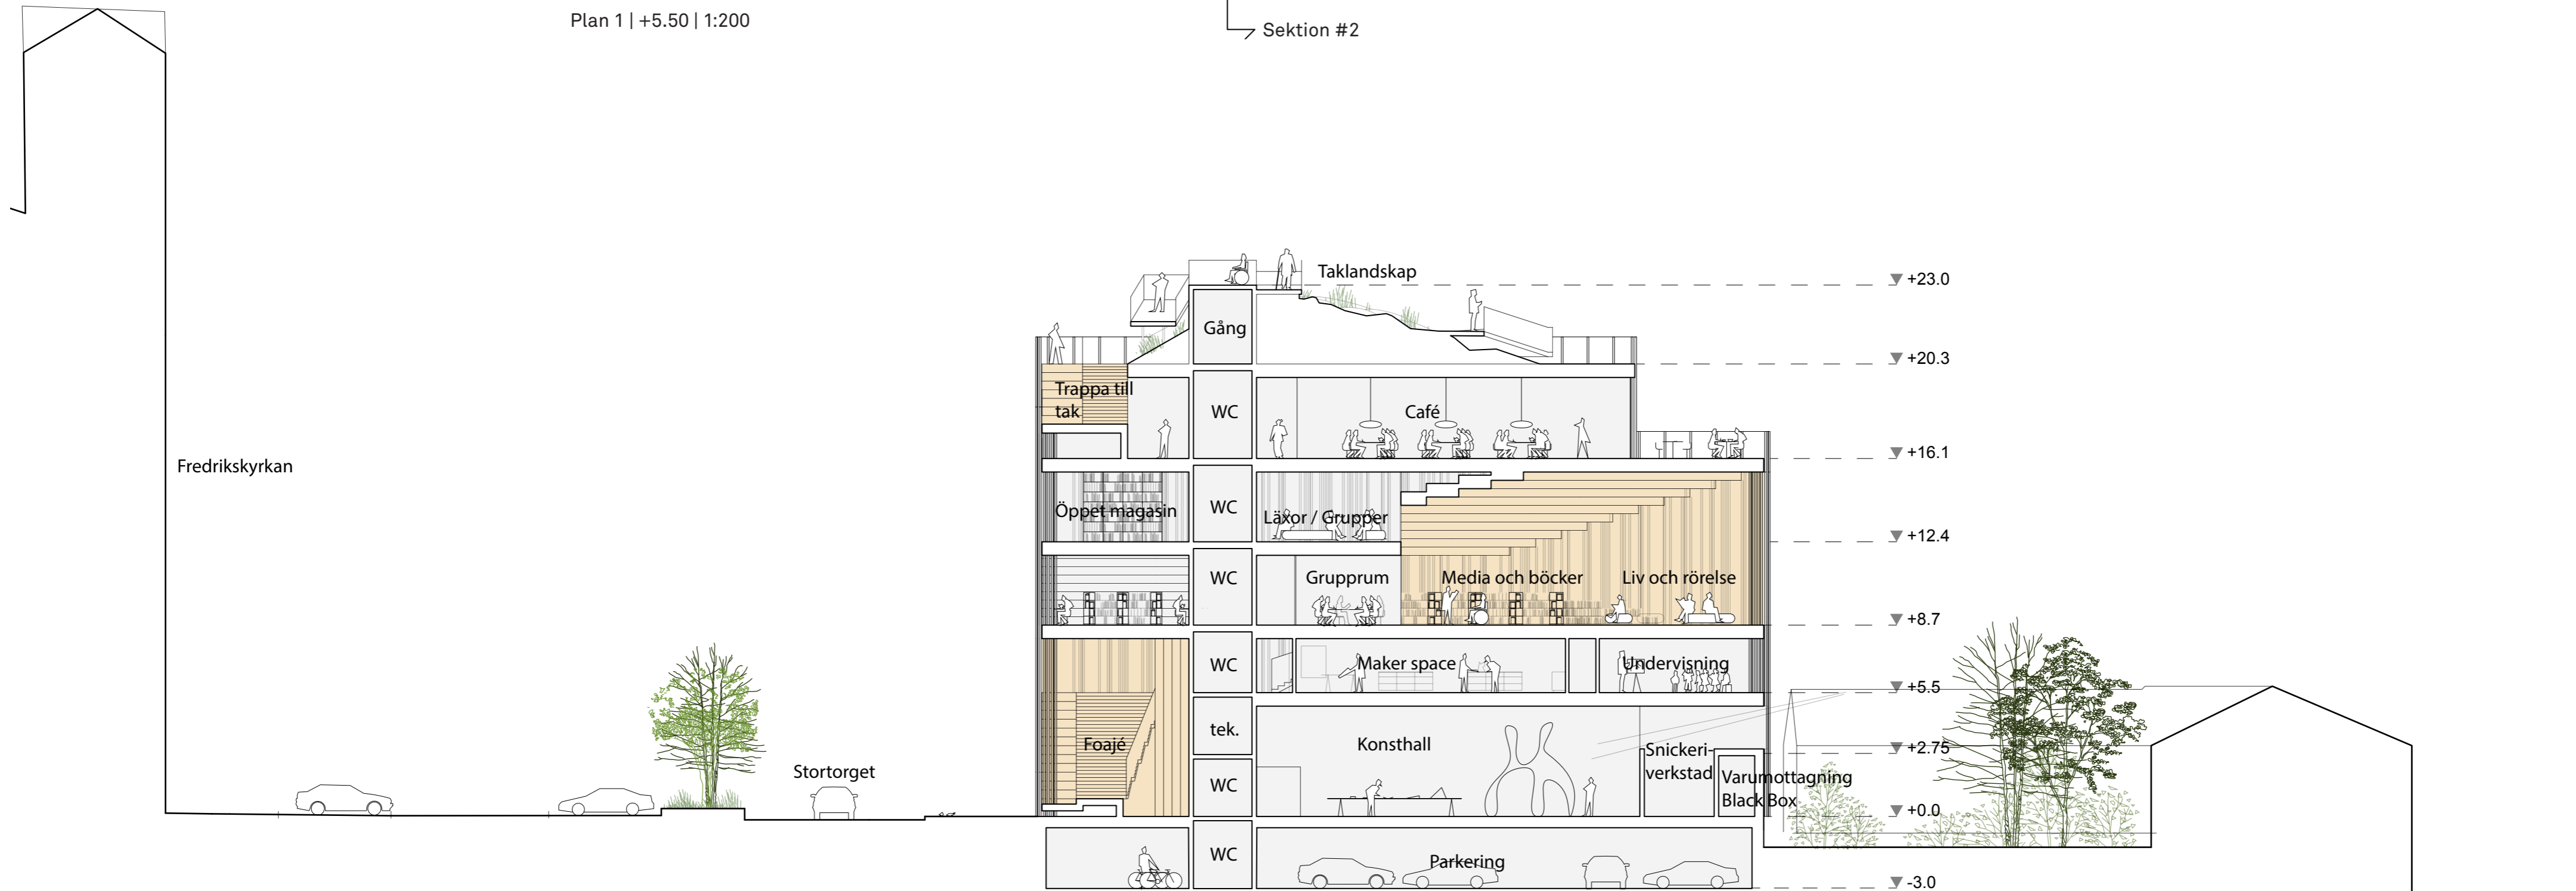 Plan 1 | +5.50 | 1:200
Sektion #2
Taklandskap
+23.0
Gång
+20.3
Trappa till
tak
WC
Café
+16.1
Fredrikskyrkan
Öppet magasin
WC
Läxor / Grupper
+12.4
WC
Grupprum
Media och böcker
Liv och rörelse
+8.7
WC
Maker space
Undervisning
+5.5
tek.
Foajé
Konsthall
Snickeri-
verkstad
+2.75
Stortorget
WC
Varumottagning
Black Box
+0.0
WC
Parkering
-3.0